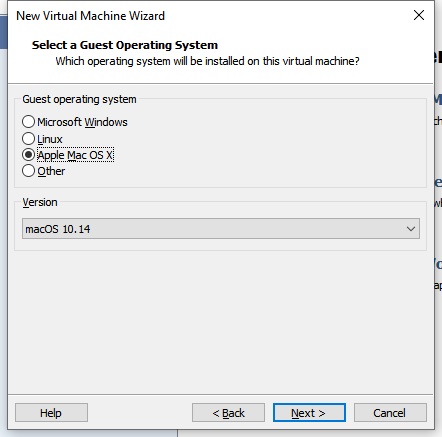 New Virtual Machine Wizard
Select a Guest Operating System
Which operating system will be installed on this virtual machine?
Guest operating system
Microsoft Windows
Linux
Apple Mac OS X
Other
Version
macOS 10.14
Help
< Back
Next >
Cancel